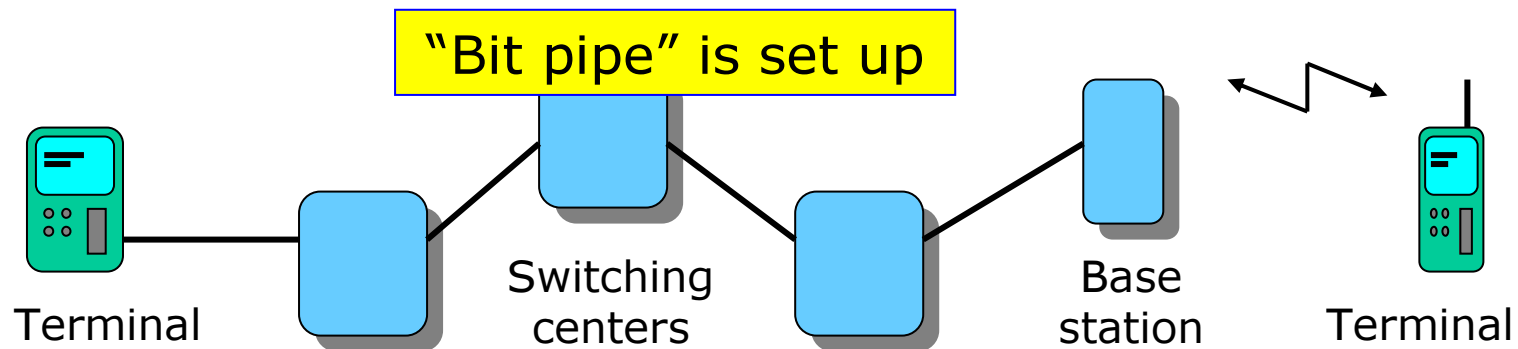 “Bit pipe” is set up
Terminal
Switching
centers
Base
station
Terminal